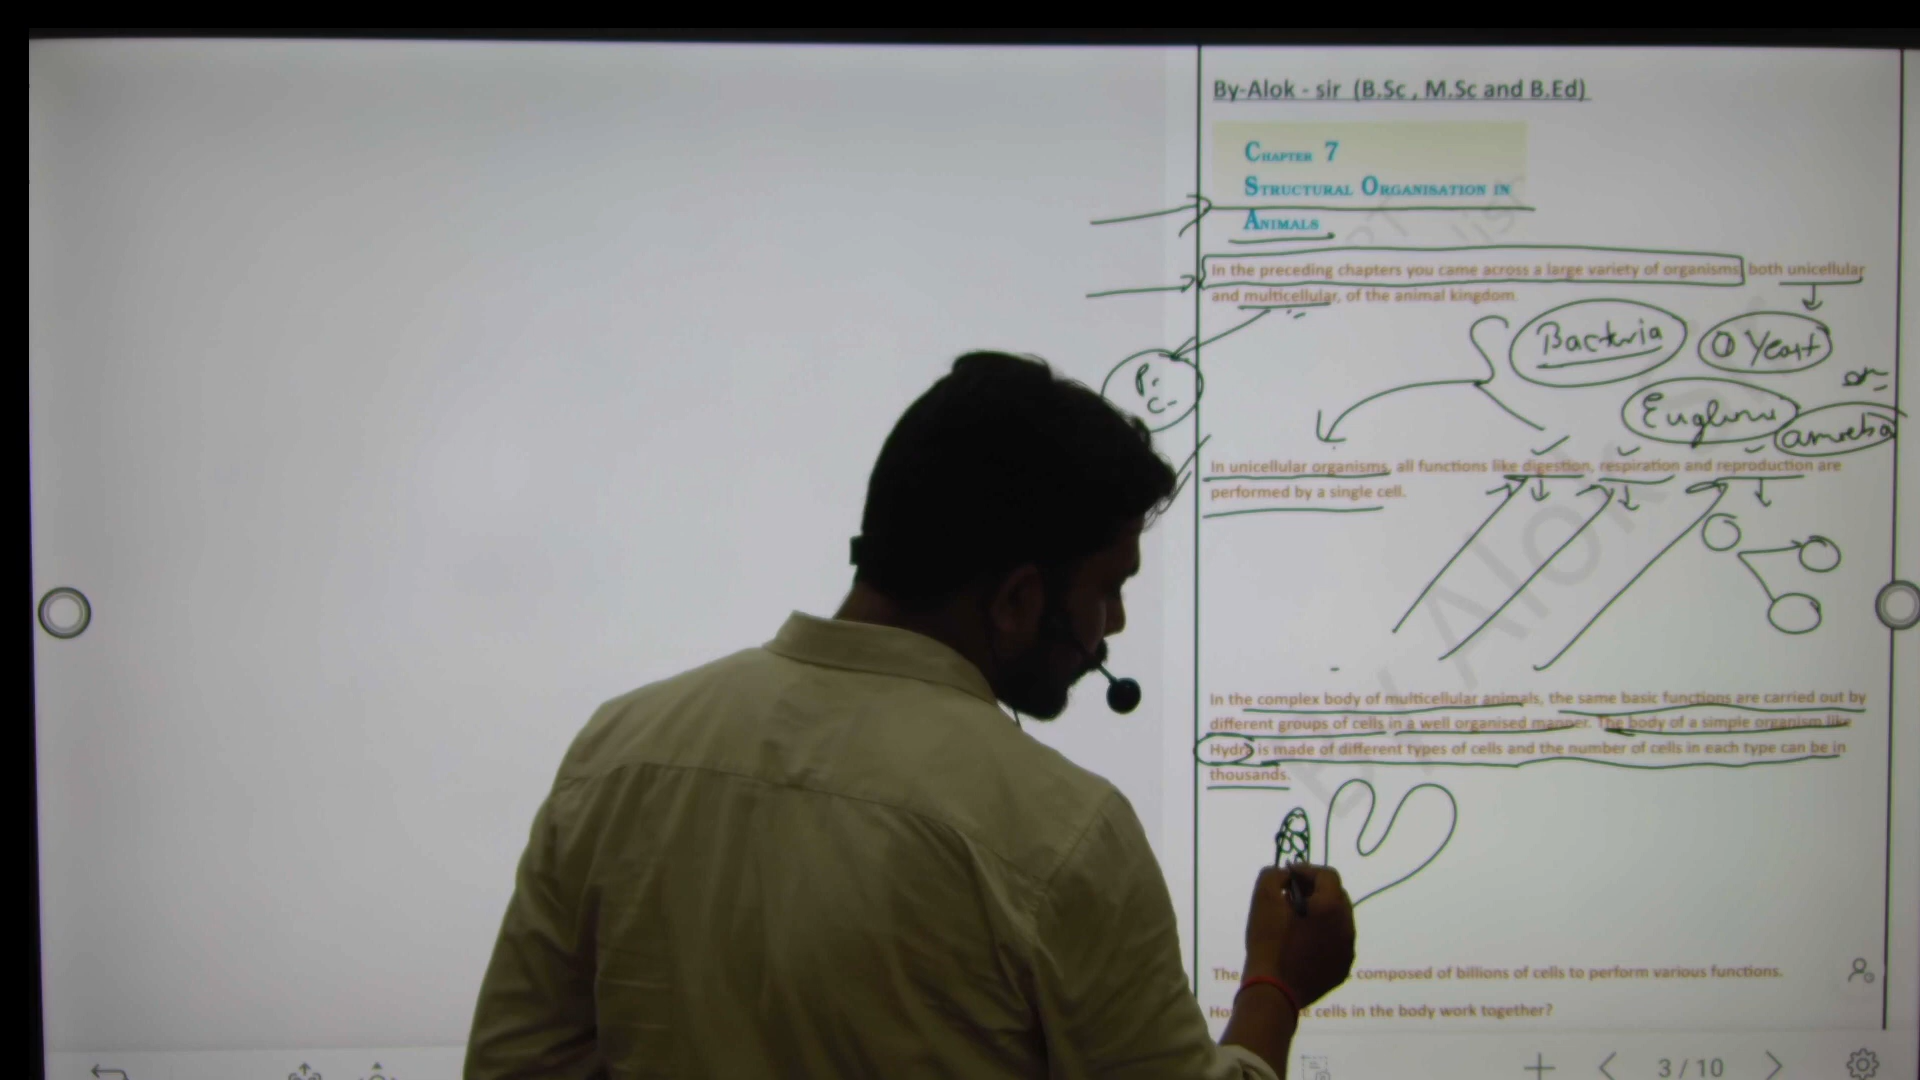 By-Alok - sir (B.Sc , M.Sc and B.Ed)
CHAPTER 7
STRUCTURAL ORGANISATION IN
ANIMALS
In the preceding chapters you came across a large variety of organisms, both unicellular
and multicellular, of the animal kingdom.
Bacteria
Yeast
P.
C-
amoeba
In unicellular organisms, all functions like digestion, respiration and reproduction are
performed by a single cell.
In the complex body of multicellular animals, the same basic functions are carried out by
different groups of cells in a well organised manner. The body of a simple organism like
Hydra is made of different types of cells and the number of cells in each type can be in
thousands.
The composed of billions of cells to perform various functions.
cells in the body work together?
3/10